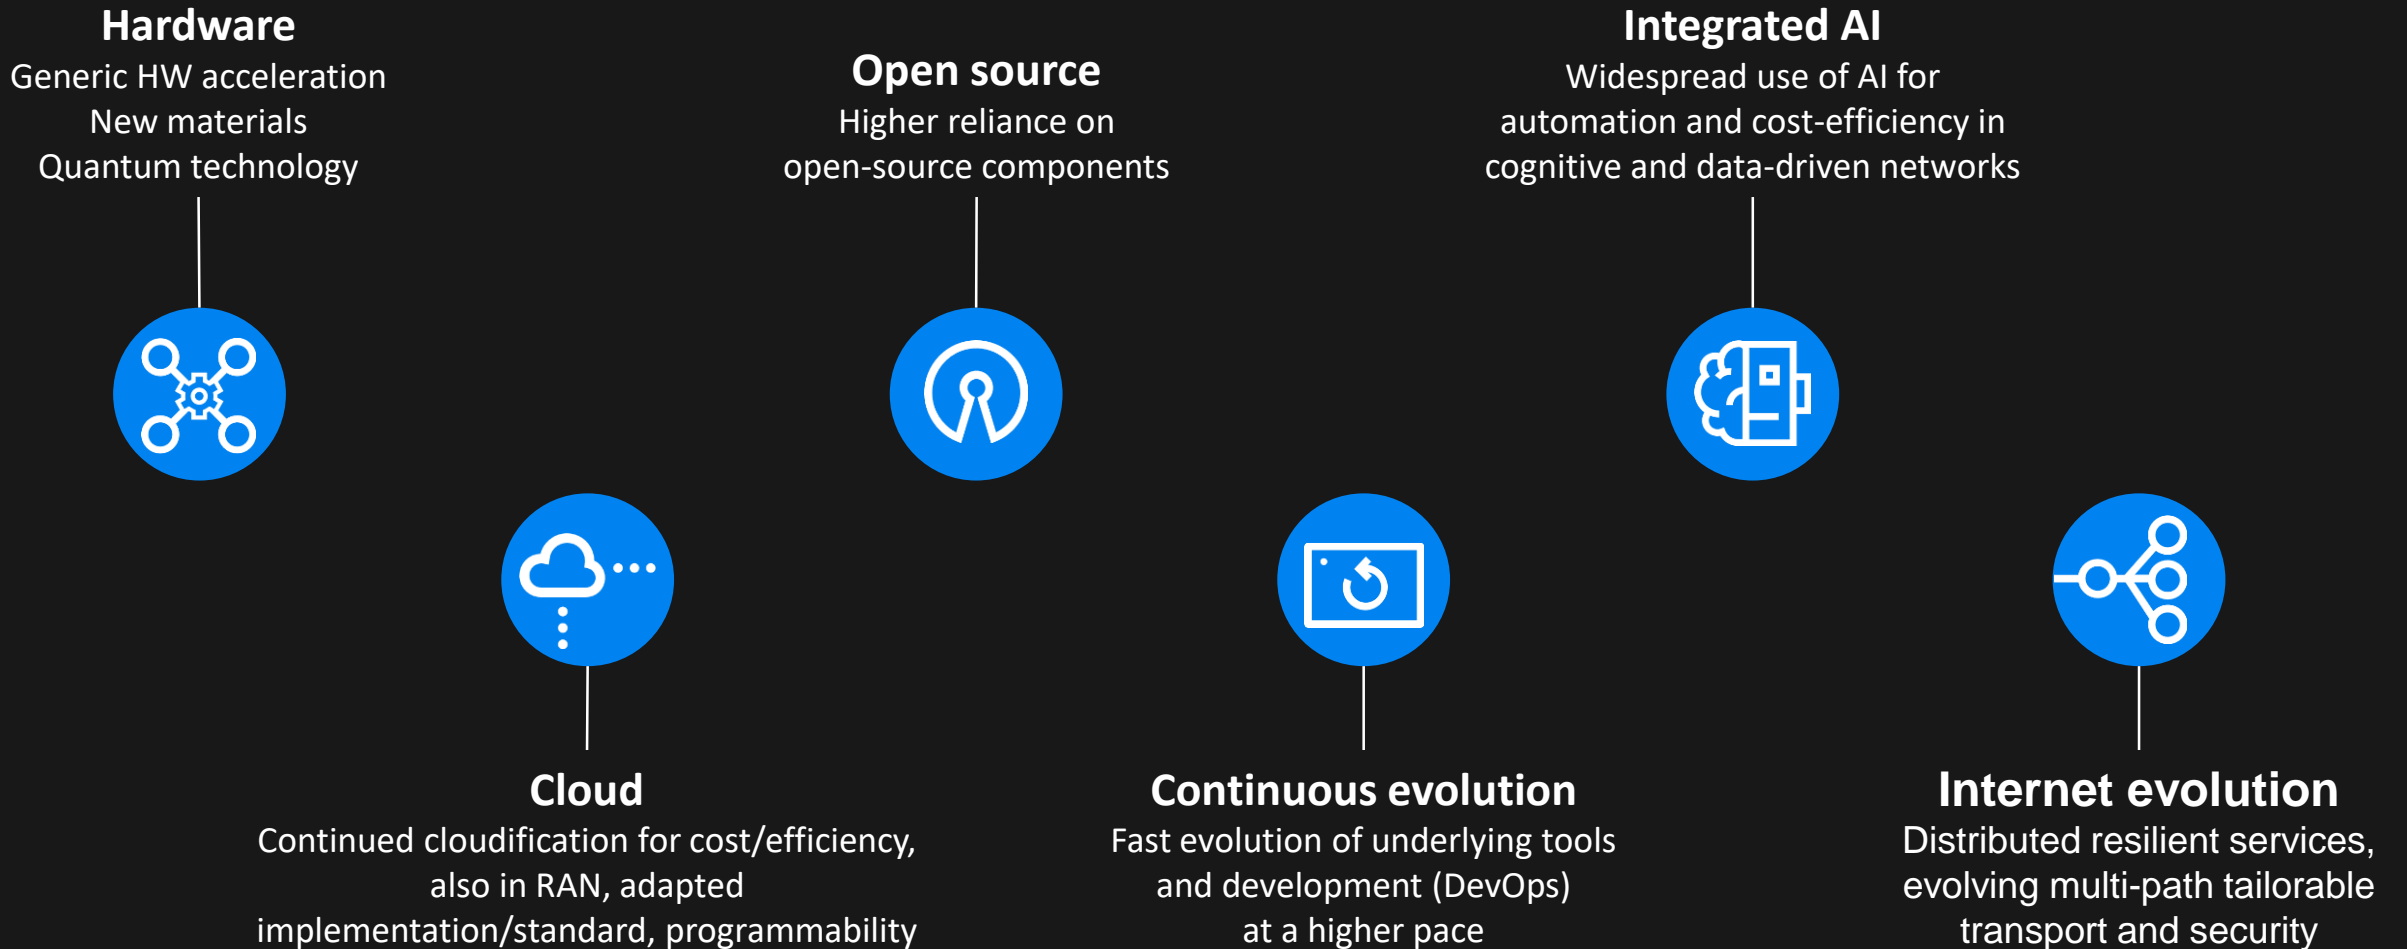 Hardware
Generic HW acceleration
New materials
Quantum technology
Open source
Higher reliance on
open-source components
Integrated AI
Widespread use of AI for
automation and cost-efficiency in
cognitive and data-driven networks
Cloud
Continued cloudification for cost/efficiency,
also in RAN, adapted
implementation/standard, programmability
Continuous evolution
Fast evolution of underlying tools
and development (DevOps)
at a higher pace
Internet evolution
Distributed resilient services,
evolving multi-path tailorable
transport and security